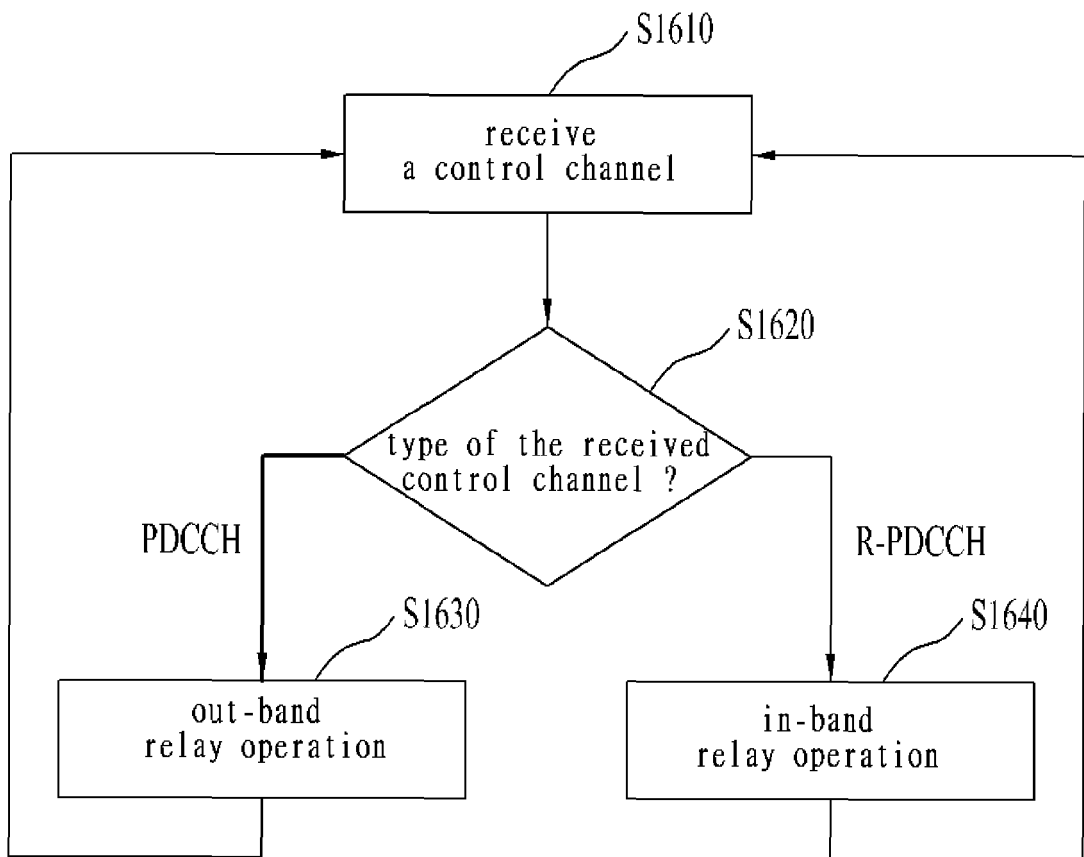 S1610
receive
a control channel
S1620
type of the received
control channel ?
PDCCH
R-PDCCH
S1630
S1640
out-band
relay operation
in-band
relay operation